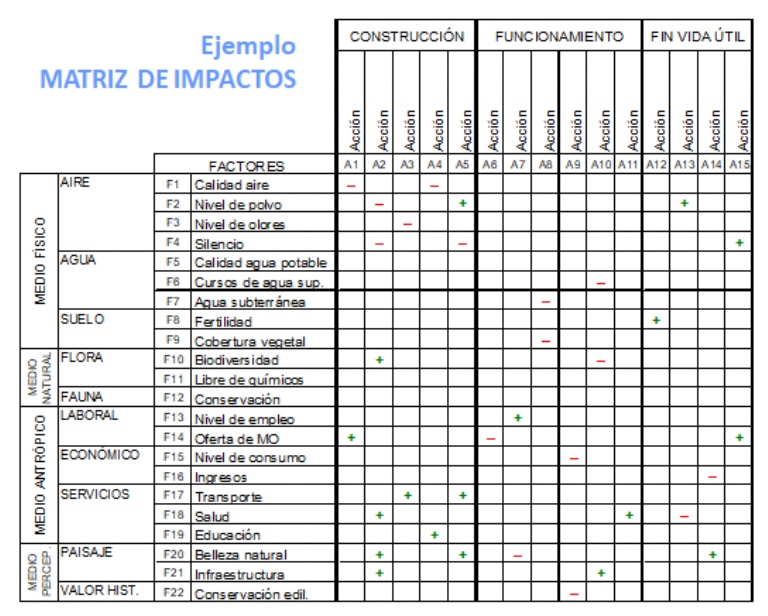 Ejemplo
MATRIZ DE IMPACTOS
CONSTRUCCIÓN FUNCIONAMIENTO FIN VIDA ÚTIL
Acción Acción Acción Acción Acción Acción Acción Acción Acción Acción Acción Acción Acción Acción Acción
FACTORES A1 A2 A3 A4 A5 A6 A7 A8 A9 A10 A11 A12 A13 A14 A15
MEDIO FÍSICO
AIRE F1 Calidad aire – –
F2 Nivel de polvo – + +
F3 Nivel de olores –
F4 Silencio – – +
AGUA F5 Calidad agua potable
F6 Cursos de agua sup. –
F7 Agua subterránea –
SUELO F8 Fertilidad +
F9 Cobertura vegetal –
MEDIO NATURAL
FLORA F10 Biodiversidad + –
F11 Libre de químicos
FAUNA F12 Conservación
MEDIO ANTRÓPICO
LABORAL F13 Nivel de empleo +
F14 Oferta de MO + – +
ECONÓMICO F15 Nivel de consumo –
F16 Ingresos –
SERVICIOS F17 Transporte + +
F18 Salud + + –
F19 Educación +
MEDIO PERCEP.
PAISAJE F20 Belleza natural + + – +
F21 Infraestructura + +
VALOR HIST. F22 Conservación edil. –